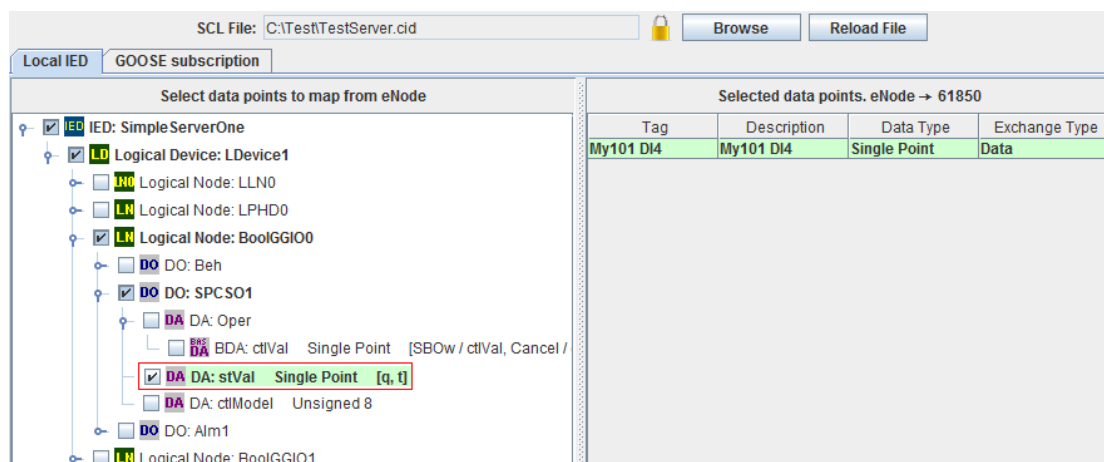 SCL File: C:\Test\TestServer.cid Browse Reload File
Local IED GOOSE subscription
Select data points to map from eNode
IED IED: SimpleServerOne
LD Logical Device: LDevice1
LN0 Logical Node: LLN0
LN Logical Node: LPHD0
LN Logical Node: BoolGGIO0
DO DO: Beh
DO DO: SPCSO1
DA DA: Oper
BAS DA BDA: ctlVal Single Point [SBOw / ctlVal, Cancel /
DA DA: stVal Single Point [q, t]
DA DA: ctlModel Unsigned 8
DO DO: Alm1
LN Logical Node: BoolGGIO1
Selected data points. eNode → 61850
Tag Description Data Type Exchange Type
My101 DI4 My101 DI4 Single Point Data